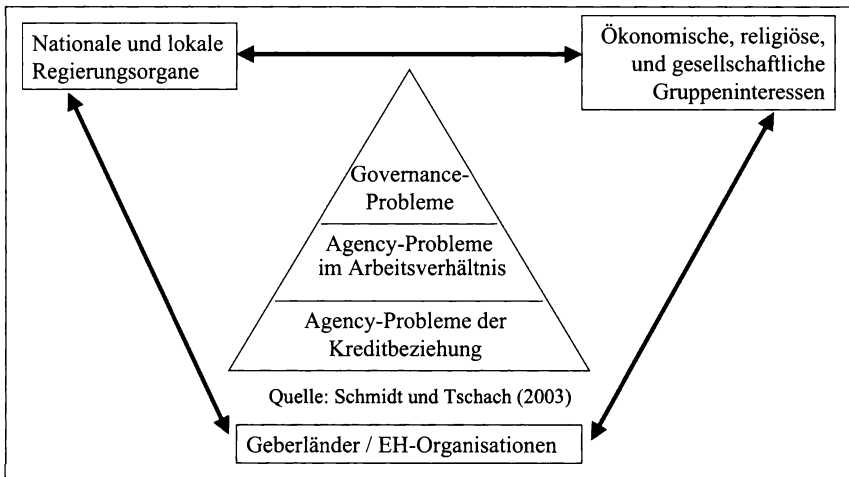 Nationale und lokale
Regierungsorgane
Ökonomische, religiöse,
und gesellschaftliche
Gruppeninteressen
Governance-
Probleme
Agency-Probleme
im Arbeitsverhältnis
Agency-Probleme der
Kreditbeziehung
Quelle: Schmidt und Tschach (2003)
Geberländer / EH-Organisationen